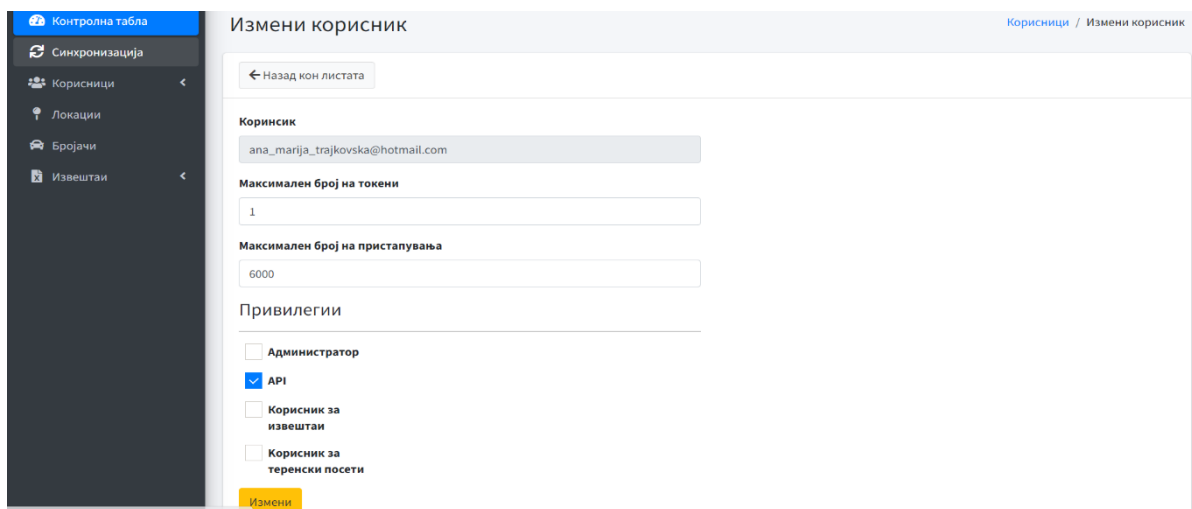 Контролна табла
Синхронизација
Корисници
Локации
Бројачи
Извештаи
Измени корисник
Корисници / Измени корисник
Назад кон листата
Коринсик
ana_marija_trajkovska@hotmail.com
Максимален број на токени
1
Максимален број на пристапувања
6000
Привилегии
Администратор
API
Корисник за
извештаи
Корисник за
теренски посети
Измени